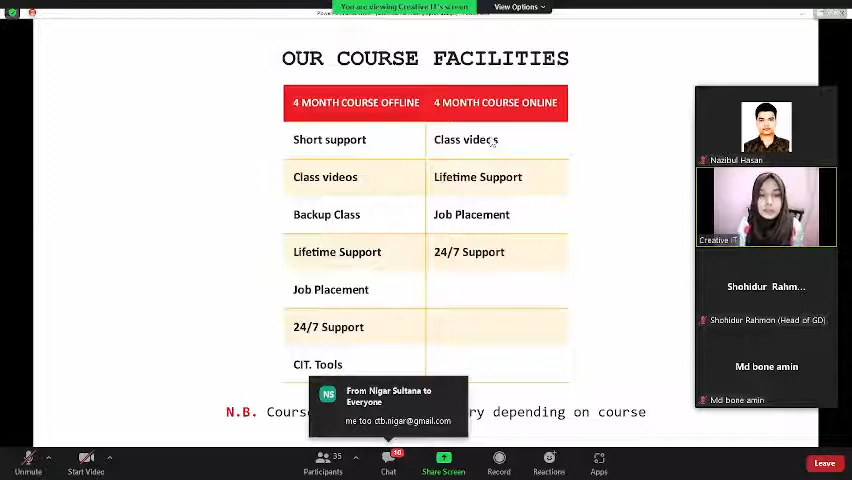 You are viewing Creative IT's screen
View Options
OUR COURSE FACILITIES
4 MONTH COURSE OFFLINE 4 MONTH COURSE ONLINE
Short support Class videos
Class videos Lifetime Support
Backup Class Job Placement
Lifetime Support 24/7 Support
Job Placement
24/7 Support
CIT. Tools
N.B. Cours ry depending on course
NS
From Nigar Sultana to
Everyone
me too ctb.nigar@gmail.com
Nazibul Hasan
Creative IT
Shohidur Rahm...
Shohidur Rahmon (Head of GD)
Md bone amin
Md bone amin
Unmute
Start Video
Participants
35
Chat
10
Share Screen
Record
Reactions
Apps
Leave